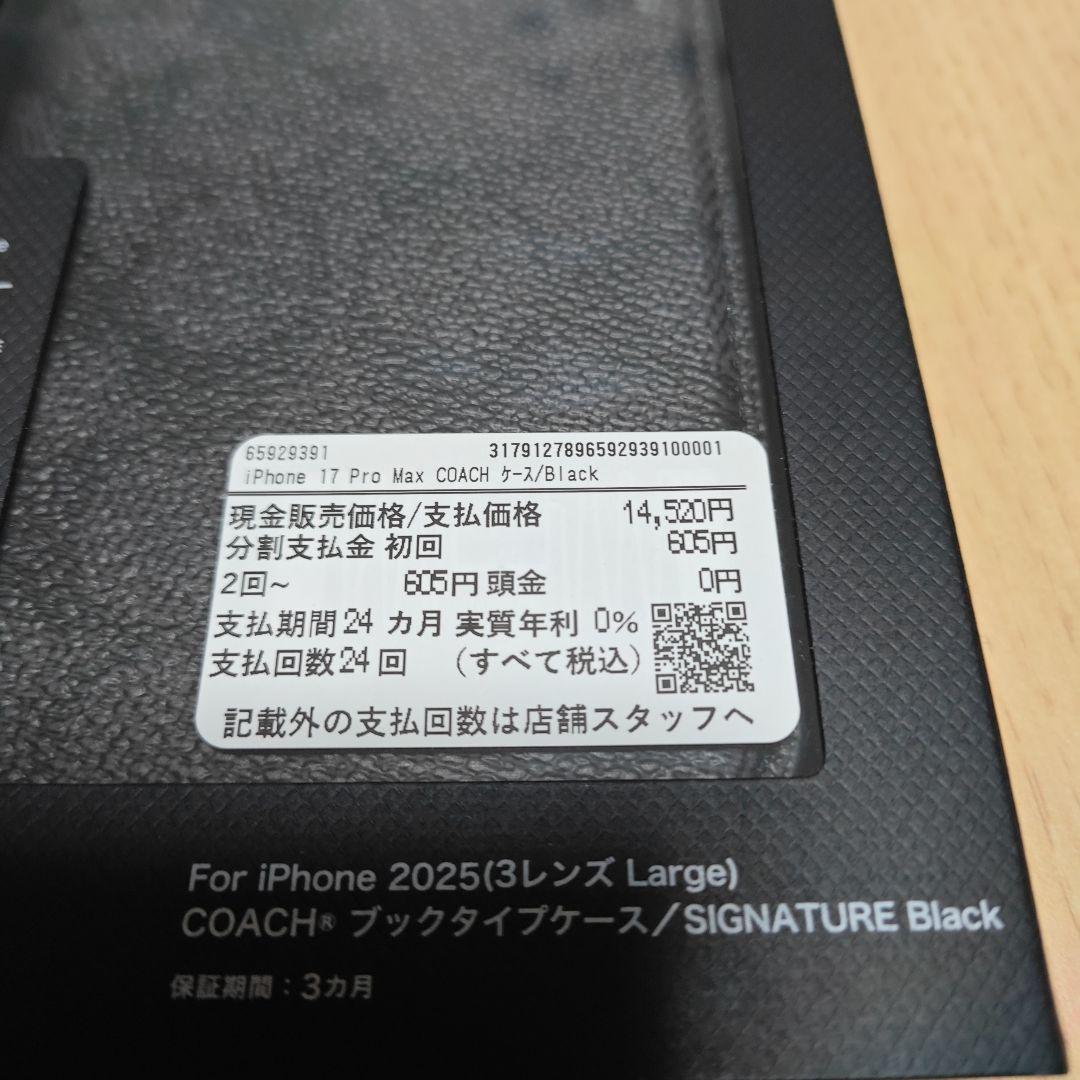 65929391 3179127896592939100001
iPhone 17 Pro Max COACH ｹｰｽ/Black
現金販売価格/支払価格 14,520円
分割支払金 初回 605円
2回~ 605円 頭金 0円
支払期間24 カ月 実質年利 0%
支払回数24 回 (すべて税込)
記載外の支払回数は店舗スタッフへ
For iPhone 2025(3レンズ Large)
COACH® ブックタイプケース/SIGNATURE Black
保証期間：3カ月